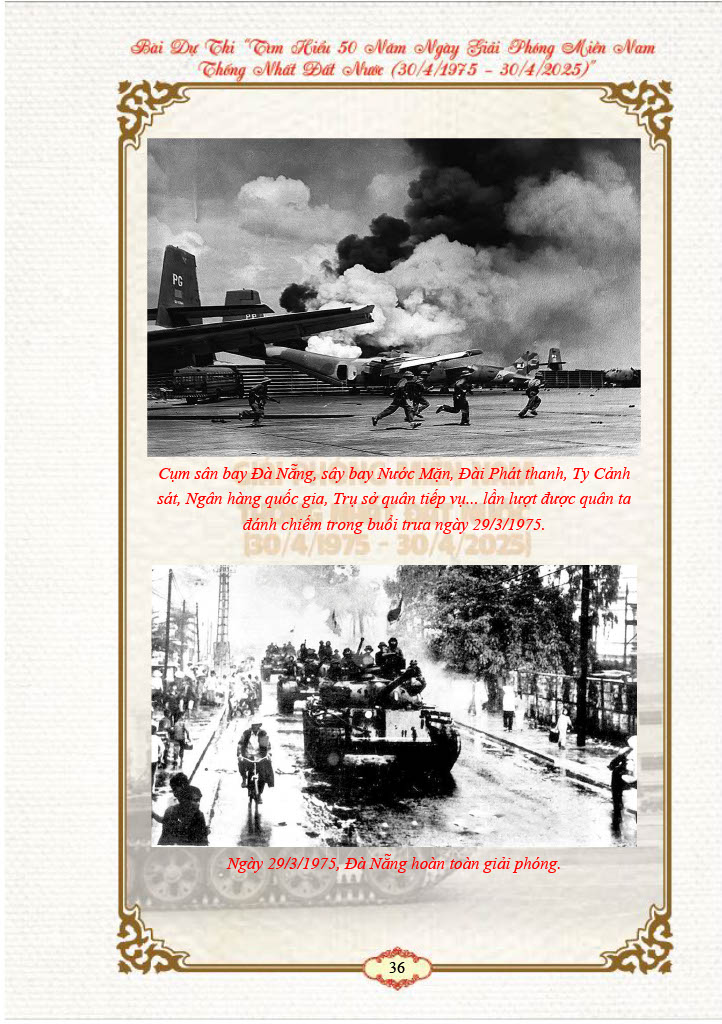 Bài Dự Thi “Tìm Hiểu 50 Năm Ngày Giải Phóng Miền Nam
Thống Nhất Đất Nước (30/4/1975 – 30/4/2025)”
PG
Cụm sân bay Đà Nẵng, sây bay Nước Mặn, Đài Phát thanh, Ty Cảnh
sát, Ngân hàng quốc gia, Trụ sở quân tiếp vụ... lần lượt được quân ta
đánh chiếm trong buổi trưa ngày 29/3/1975.
(30/4/1975 - 30/4/2025)
Ngày 29/3/1975, Đà Nẵng hoàn toàn giải phóng.
36